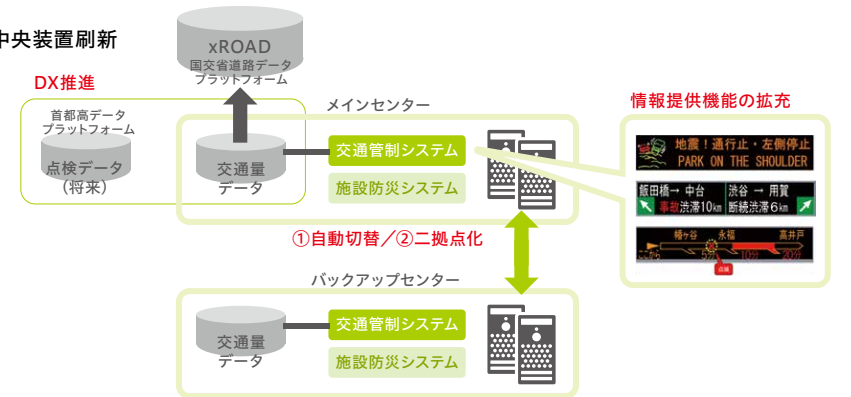 中央装置刷新
xROAD
国交省道路データ
プラットフォーム
DX推進
首都高データ
プラットフォーム
点検データ
(将来)
メインセンター
交通量
データ
交通管制システム
施設防災システム
情報提供機能の拡充
地震！通行止・左側停止
PARK ON THE SHOULDER
飯田橋→ 中台
事故渋滞10km
渋谷 → 用賀
断続渋滞6km
幡ヶ谷 永福 高井戸
ここから 5分 10分 20分
点滅
①自動切替／②二拠点化
バックアップセンター
交通量
データ
交通管制システム
施設防災システム